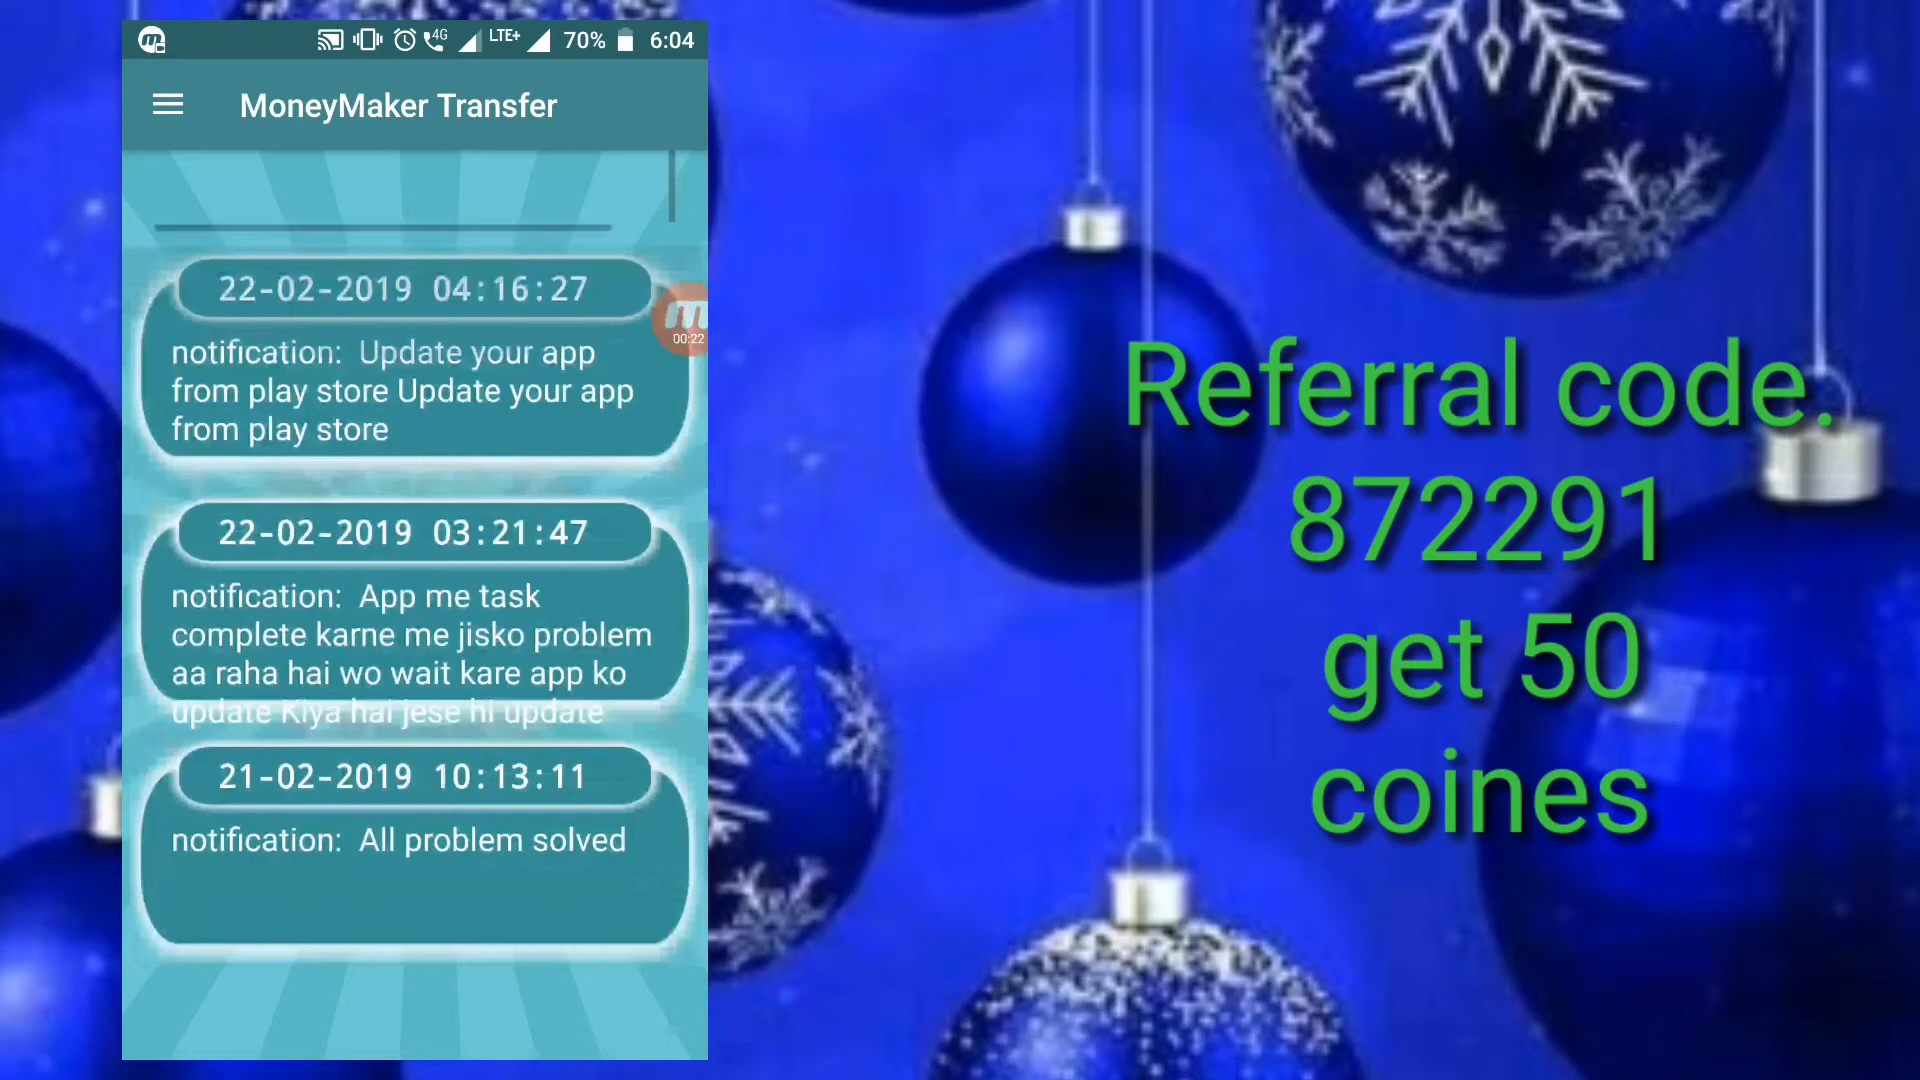 4G LTE+ 70% 6:04
MoneyMaker Transfer
22-02-2019 04:16:27
00:22
notification: Update your app
from play store Update your app
from play store
22-02-2019 03:21:47
notification: App me task
complete karne me jisko problem
aa raha hai wo wait kare app ko
update Kiya hai jese hi update
21-02-2019 10:13:11
notification: All problem solved
Referral code.
872291
get 50
coines